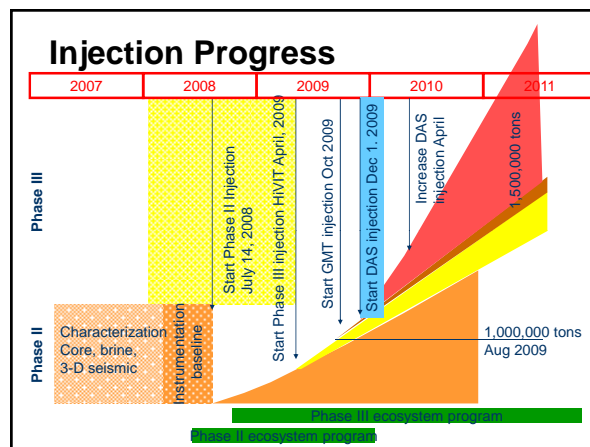 Injection Progress
2007 2008 2009 2010 2011
Phase III
Phase II
Start Phase II Injection
July 14, 2008
Start Phase III injection HiVIT April, 2009
Start GMT injection Oct 2009
Start DAS injection Dec 1. 2009
Increase DAS
injection April
1,500,000 tons
Characterization
Core, brine,
3-D seismic
Instrumentation
baseline
1,000,000 tons
Aug 2009
Phase III ecosystem program
Phase II ecosystem program